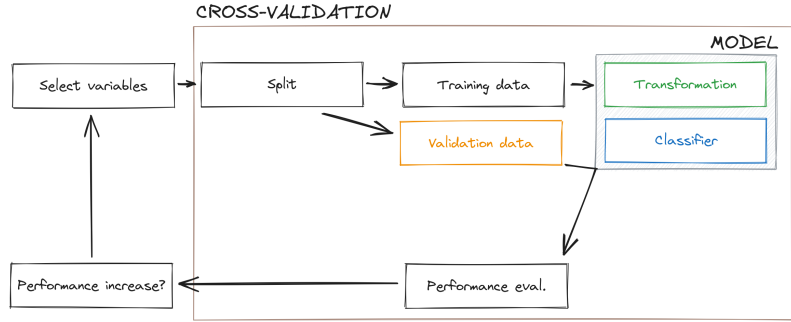 CROSS-VALIDATION
MODEL
Select variables
Split
Training data
Transformation
Validation data
Classifier
Performance increase?
Performance eval.